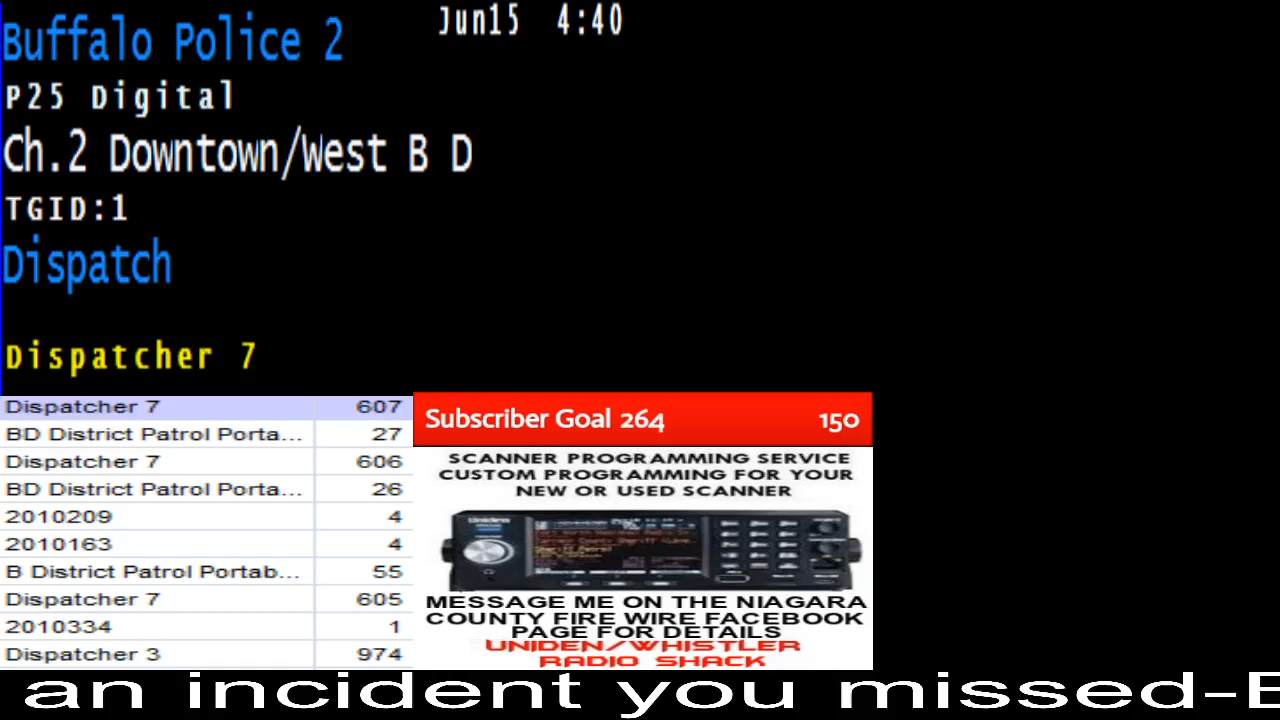 Buffalo Police 2
Jun15 4:40
P25 Digital
Ch.2 Downtown/West B D
TGID:1
Dispatch
Dispatcher 7
Dispatcher 7 607
BD District Patrol Porta... 27
Dispatcher 7 606
BD District Patrol Porta... 26
2010209 4
2010163 4
B District Patrol Portab... 55
Dispatcher 7 605
2010334 1
Dispatcher 3 974
Subscriber Goal 264 150
SCANNER PROGRAMMING SERVICE
CUSTOM PROGRAMMING FOR YOUR
NEW OR USED SCANNER
Uniden
MESSAGE ME ON THE NIAGARA
COUNTY FIRE WIRE FACEBOOK
PAGE FOR DETAILS
UNIDEN/WHISTLER
RADIO SHACK
an incident you missed-E